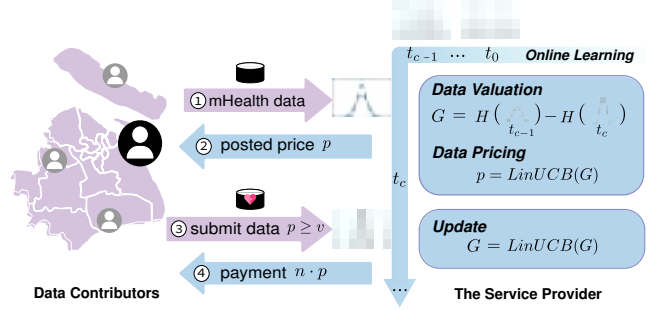 t_{c-1} ... t_0
Online Learning
① mHealth data
② posted price p
③ submit data p ≥ v
④ payment n · p
Data Contributors
t_c
...
Data Valuation
G = H ( ) − H ( )
t_{c-1} t_c
Data Pricing
p = LinUCB(G)
Update
G = LinUCB(G)
The Service Provider